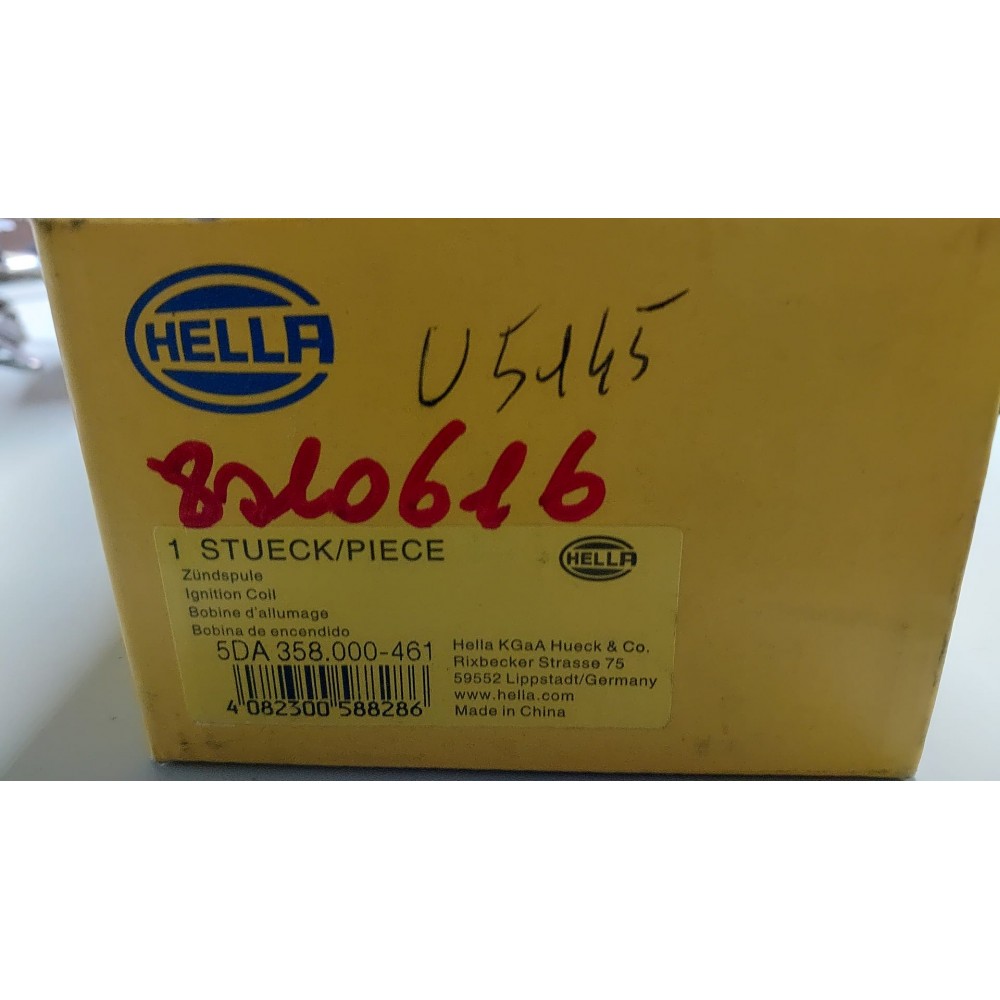 HELLA
U5145
8210616
1 STUECK/PIECE
HELLA
Zündspule
Ignition Coil
Bobine d'allumage
Bobina de encendido
5DA 358.000-461
4 082300 588286
Hella KGaA Hueck & Co.
Rixbecker Strasse 75
59552 Lippstadt/Germany
www.hella.com
Made in China